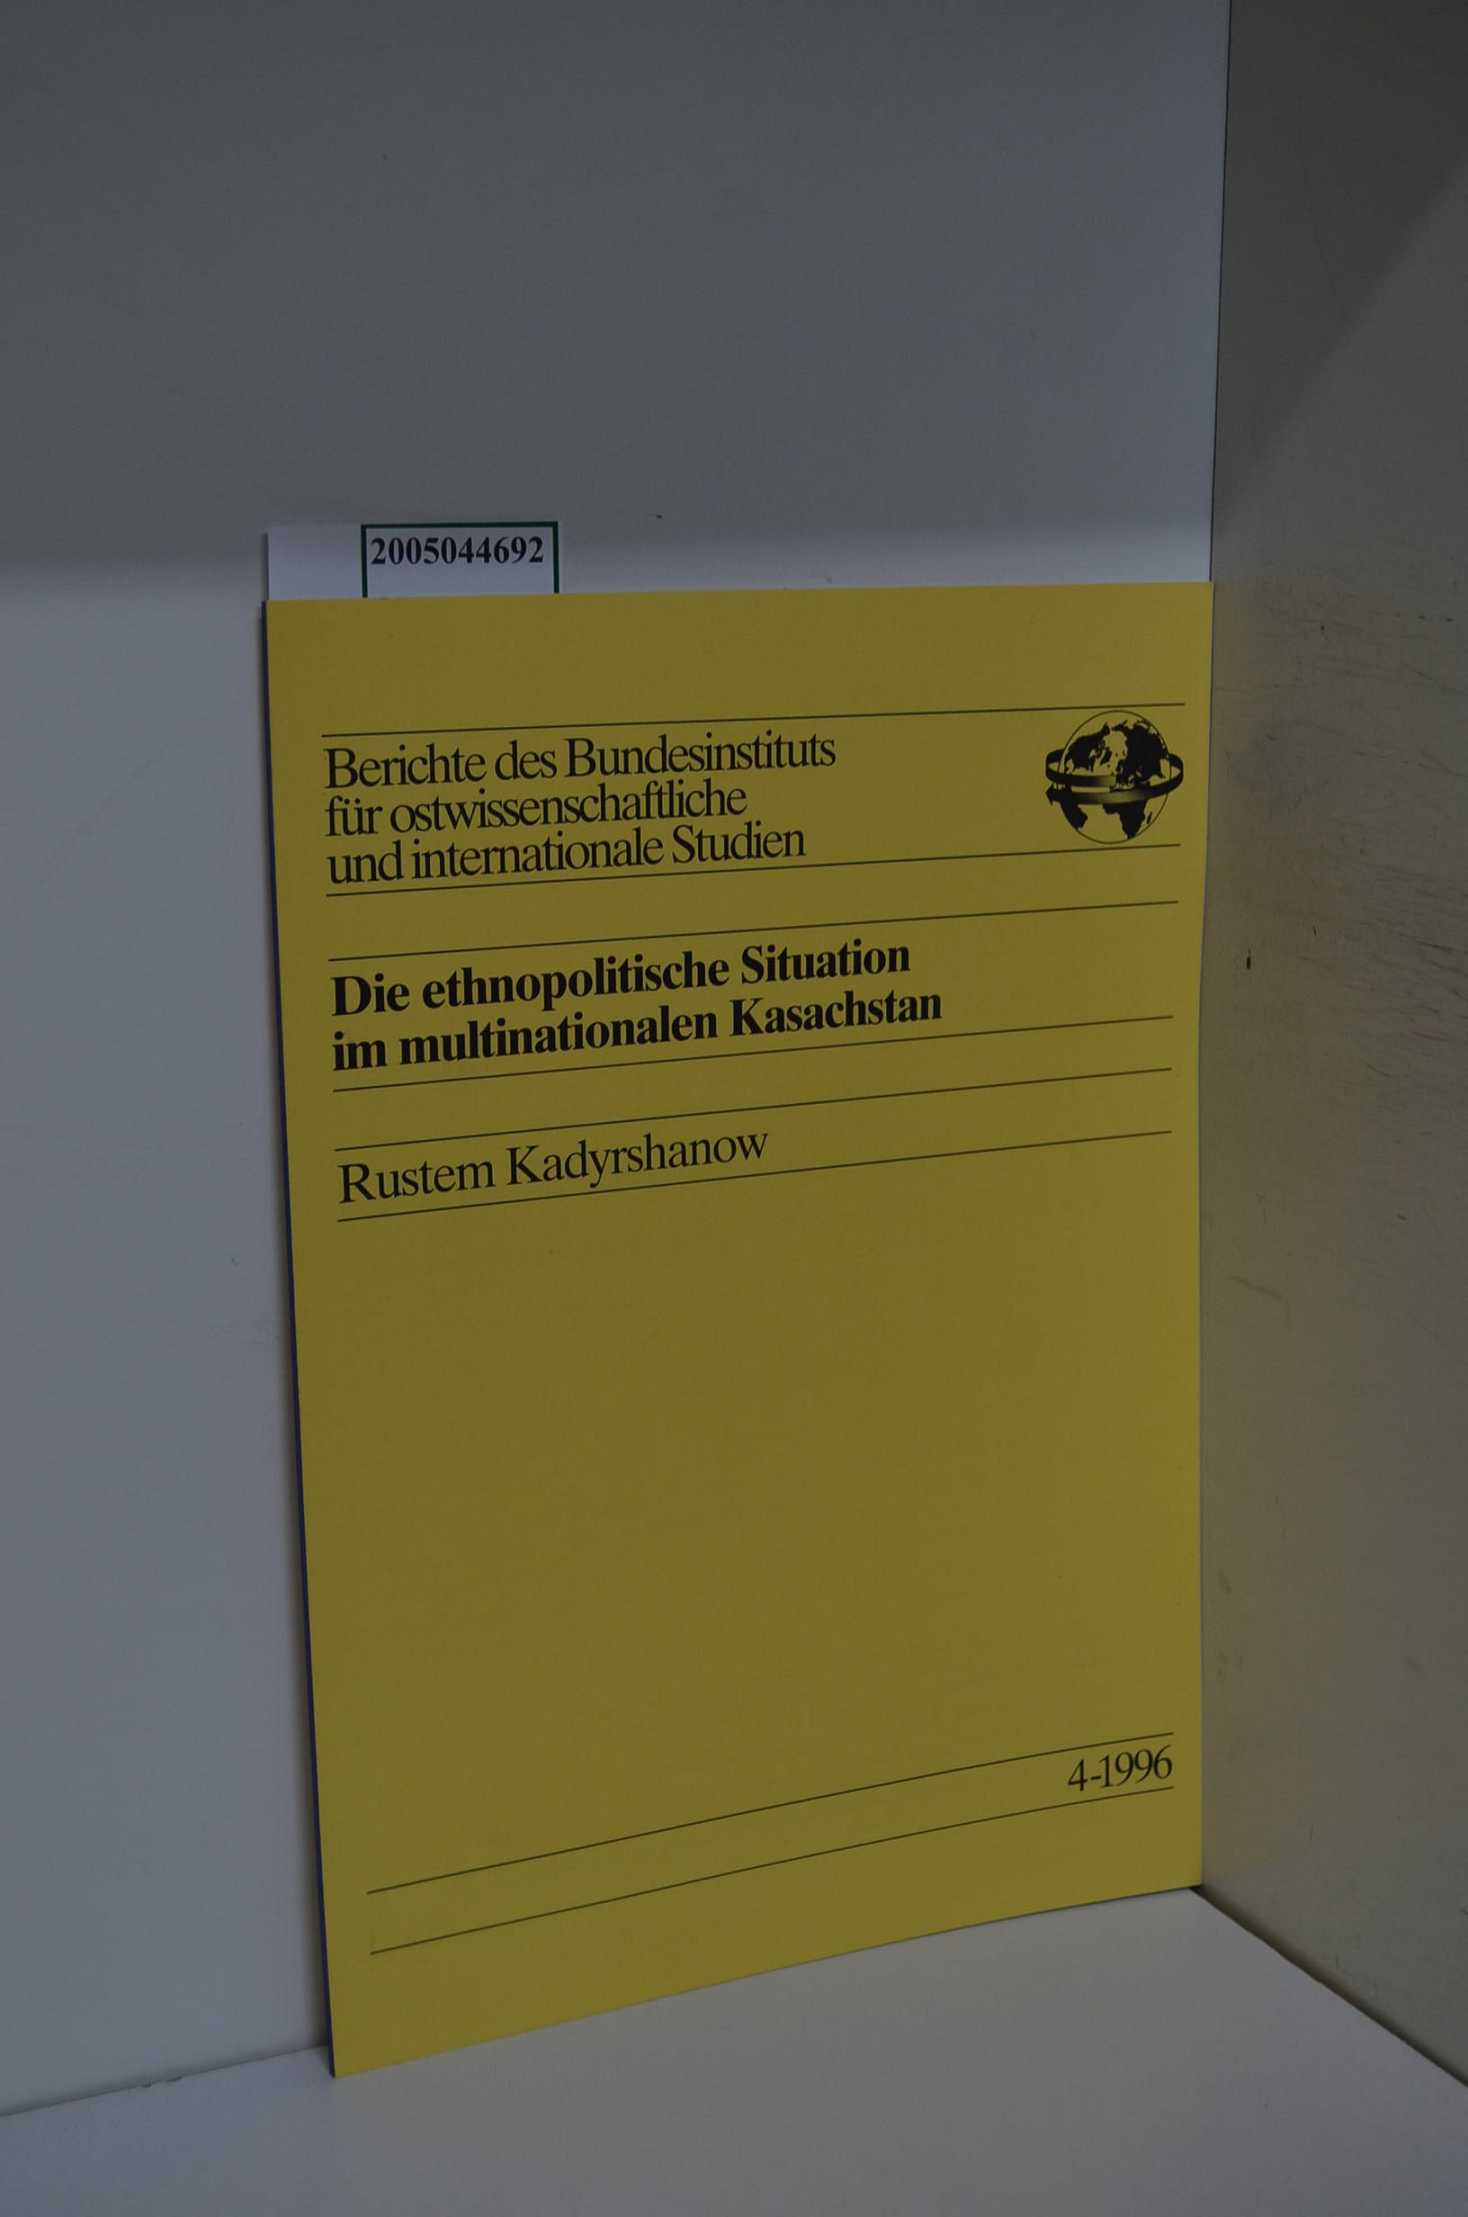 2005044692
Berichte des Bundesinstituts
für ostwissenschaftliche
und internationale Studien
Die ethnopolitische Situation
im multinationalen Kasachstan
Rustem Kadyrshanow
4-1996